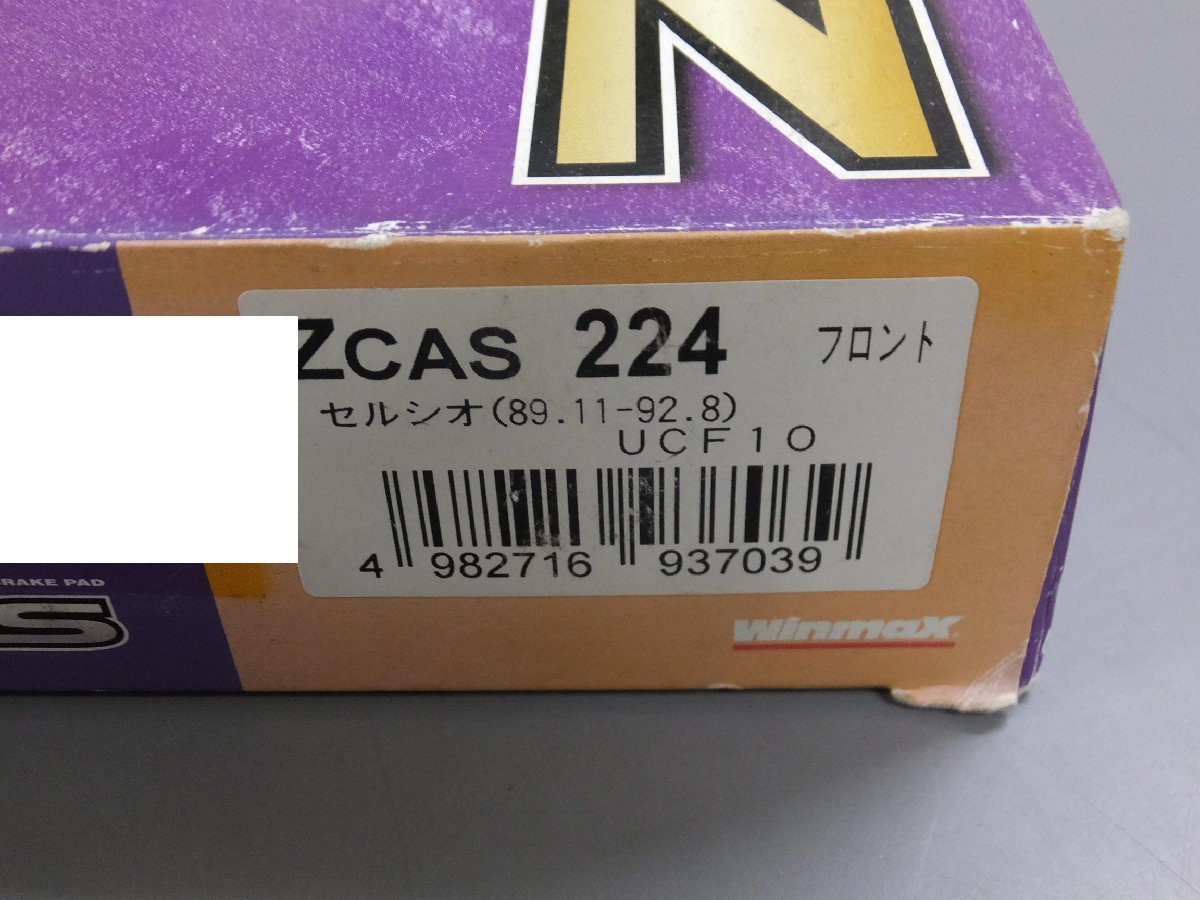 N
ZCAS 224 フロント
セルシオ(89.11-92.8)
UCF10
4 982716 937039
BRAKE PAD
S
winmax